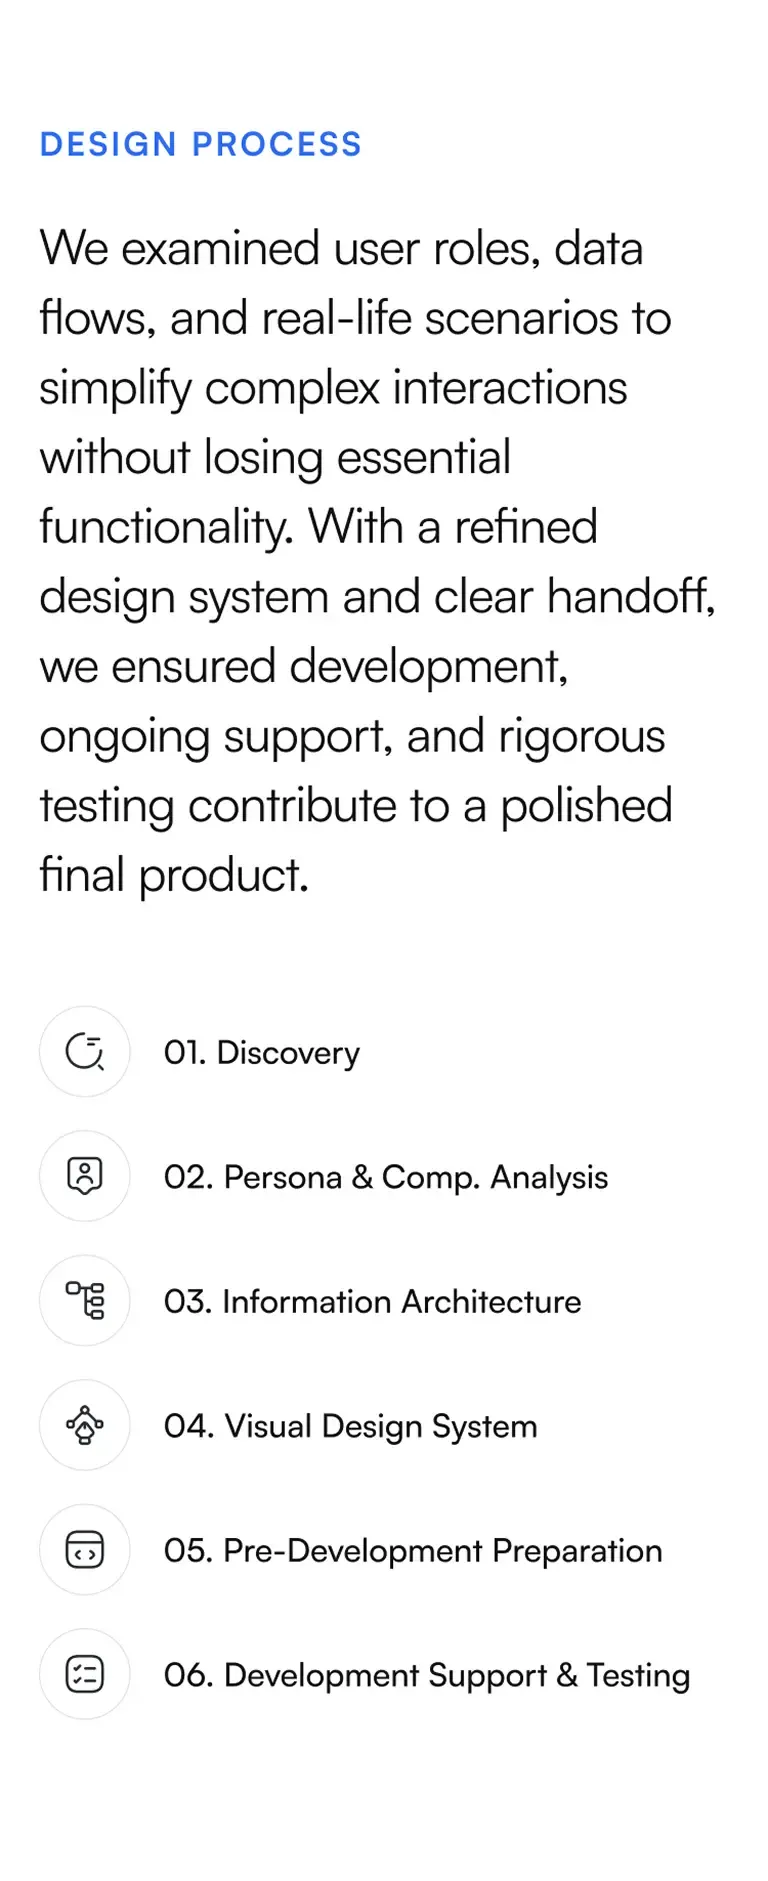 DESIGN PROCESS
We examined user roles, data
flows, and real-life scenarios to
simplify complex interactions
without losing essential
functionality. With a refined
design system and clear handoff,
we ensured development,
ongoing support, and rigorous
testing contribute to a polished
final product.
01. Discovery
02. Persona & Comp. Analysis
03. Information Architecture
04. Visual Design System
05. Pre-Development Preparation
06. Development Support & Testing